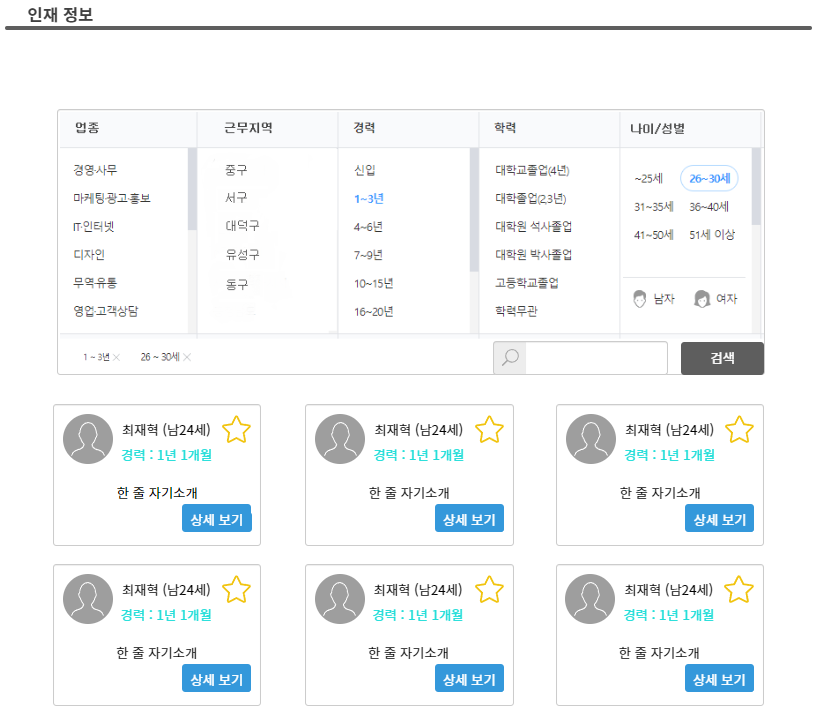 인재 정보
업종 근무지역 경력 학력 나이/성별
경영·사무 중구 신입 대학교졸업(4년) ~25세 26~30세
마케팅·광고·홍보 서구 1~3년 대학졸업(2,3년) 31~35세 36~40세
IT·인터넷 대덕구 4~6년 대학원 석사졸업 41~50세 51세 이상
디자인 유성구 7~9년 대학원 박사졸업
무역·유통 동구 10~15년 고등학교졸업 남자 여자
영업·고객상담 16~20년 학력무관
1 ~ 3년 26 ~ 30세 검색
최재혁 (남24세) 최재혁 (남24세) 최재혁 (남24세)
경력 : 1년 1개월 경력 : 1년 1개월 경력 : 1년 1개월
한 줄 자기소개 한 줄 자기소개 한 줄 자기소개
상세 보기 상세 보기 상세 보기
최재혁 (남24세) 최재혁 (남24세) 최재혁 (남24세)
경력 : 1년 1개월 경력 : 1년 1개월 경력 : 1년 1개월
한 줄 자기소개 한 줄 자기소개 한 줄 자기소개
상세 보기 상세 보기 상세 보기